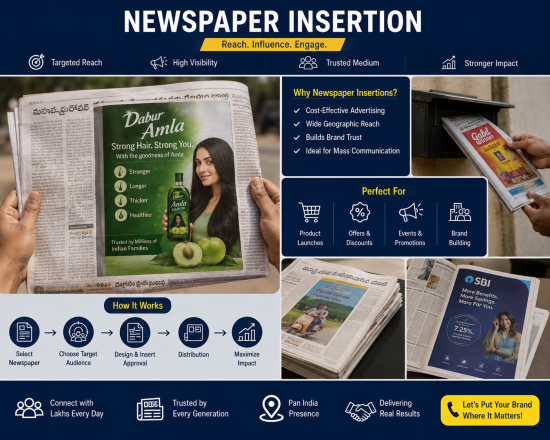 NEWSPAPER INSERTION
Reach. Influence. Engage.
Targeted Reach
High Visibility
Trusted Medium
Stronger Impact
Dabur
Amla
Strong Hair. Strong You.
With the goodness of Amla
Stronger
Longer
Thicker
Healthier
Dabur
Amla
Trusted by Millions of
Indian Families
Why Newspaper Insertions?
Cost-Effective Advertising
Wide Geographic Reach
Builds Brand Trust
Ideal for Mass Communication
Perfect For
Product
Launches
Offers &
Discounts
Events &
Promotions
Brand
Building
SBI
More Benefits.
More Savings.
More For You.
7.25%
How It Works
Select
Newspaper
Choose Target
Audience
Design & Insert
Approval
Distribution
Maximize
Impact
Connect with
Lakhs Every Day
Trusted by
Every Generation
Pan India
Presence
Delivering
Real Results
Let's Put Your Brand
Where It Matters!